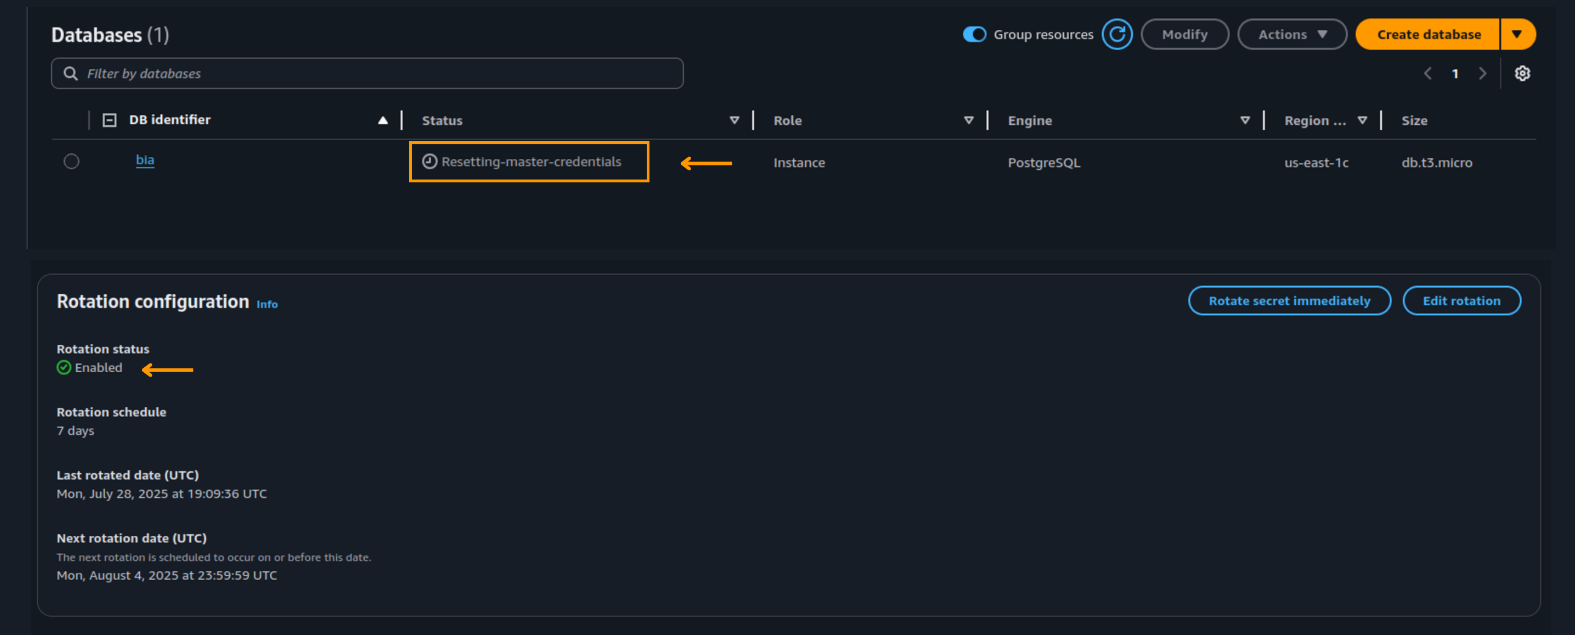 Databases (1)
Group resources
Modify
Actions
Create database
Filter by databases
1
DB identifier
Status
Role
Engine
Region ...
Size
bia
Resetting-master-credentials
Instance
PostgreSQL
us-east-1c
db.t3.micro
Rotation configuration Info
Rotate secret immediately
Edit rotation
Rotation status
Enabled
Rotation schedule
7 days
Last rotated date (UTC)
Mon, July 28, 2025 at 19:09:36 UTC
Next rotation date (UTC)
The next rotation is scheduled to occur on or before this date.
Mon, August 4, 2025 at 23:59:59 UTC